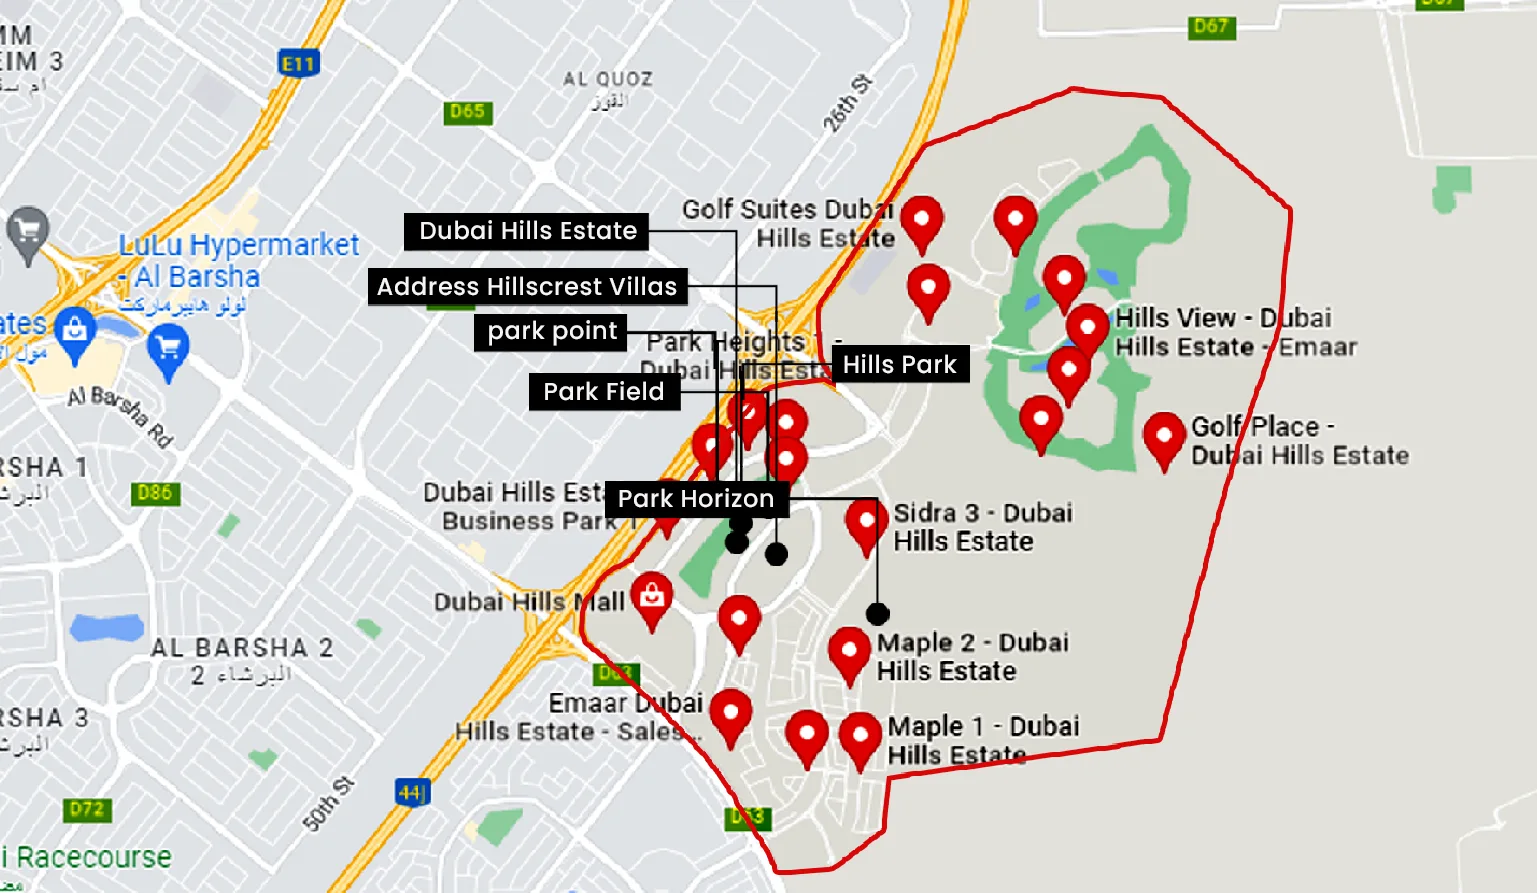 D67
E11
AL QUOZ
القوز
D65
26th St
Golf Suites Dubai
Hills Estate
Dubai Hills Estate
LuLu Hypermarket
- Al Barsha
لولو هايبرماركت
Address Hillscrest Villas
park point
Park Heights
Dubai Hills Esta
Hills Park
Park Field
Hills View - Dubai
Hills Estate - Emaar
Al Barsha Rd
Golf Place -
Dubai Hills Estate
D86
Dubai Hills Esta
Business Park 1
Park Horizon
Sidra 3 - Dubai
Hills Estate
Dubai Hills Mall
AL BARSHA 2
البرشاء 2
Maple 2 - Dubai
Hills Estate
D63
Emaar Dubai
Hills Estate - Sales...
Maple 1 - Dubai
Hills Estate
RSHA 1
RSHA 3
44
50th St
D72
D63
i Racecourse